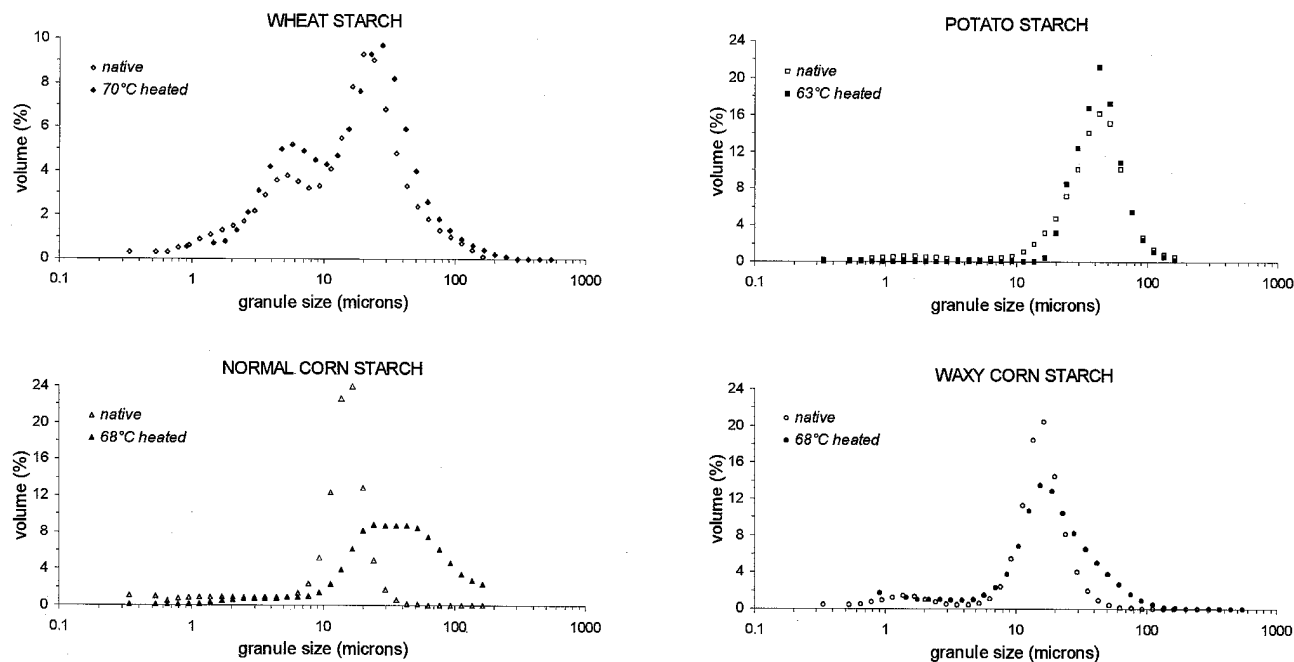 WHEAT STARCH
10
8
6
4
2
0
volume (%)
native
70°C heated
0.1 1 10 100 1000
granule size (microns)
POTATO STARCH
24
20
16
12
8
4
0
volume (%)
native
63°C heated
0.1 1 10 100 1000
granule size (microns)
NORMAL CORN STARCH
24
20
16
12
8
4
0
volume (%)
native
68°C heated
0.1 1 10 100 1000
granule size (microns)
WAXY CORN STARCH
24
20
16
12
8
4
0
volume (%)
native
68°C heated
0.1 1 10 100 1000
granule size (microns)